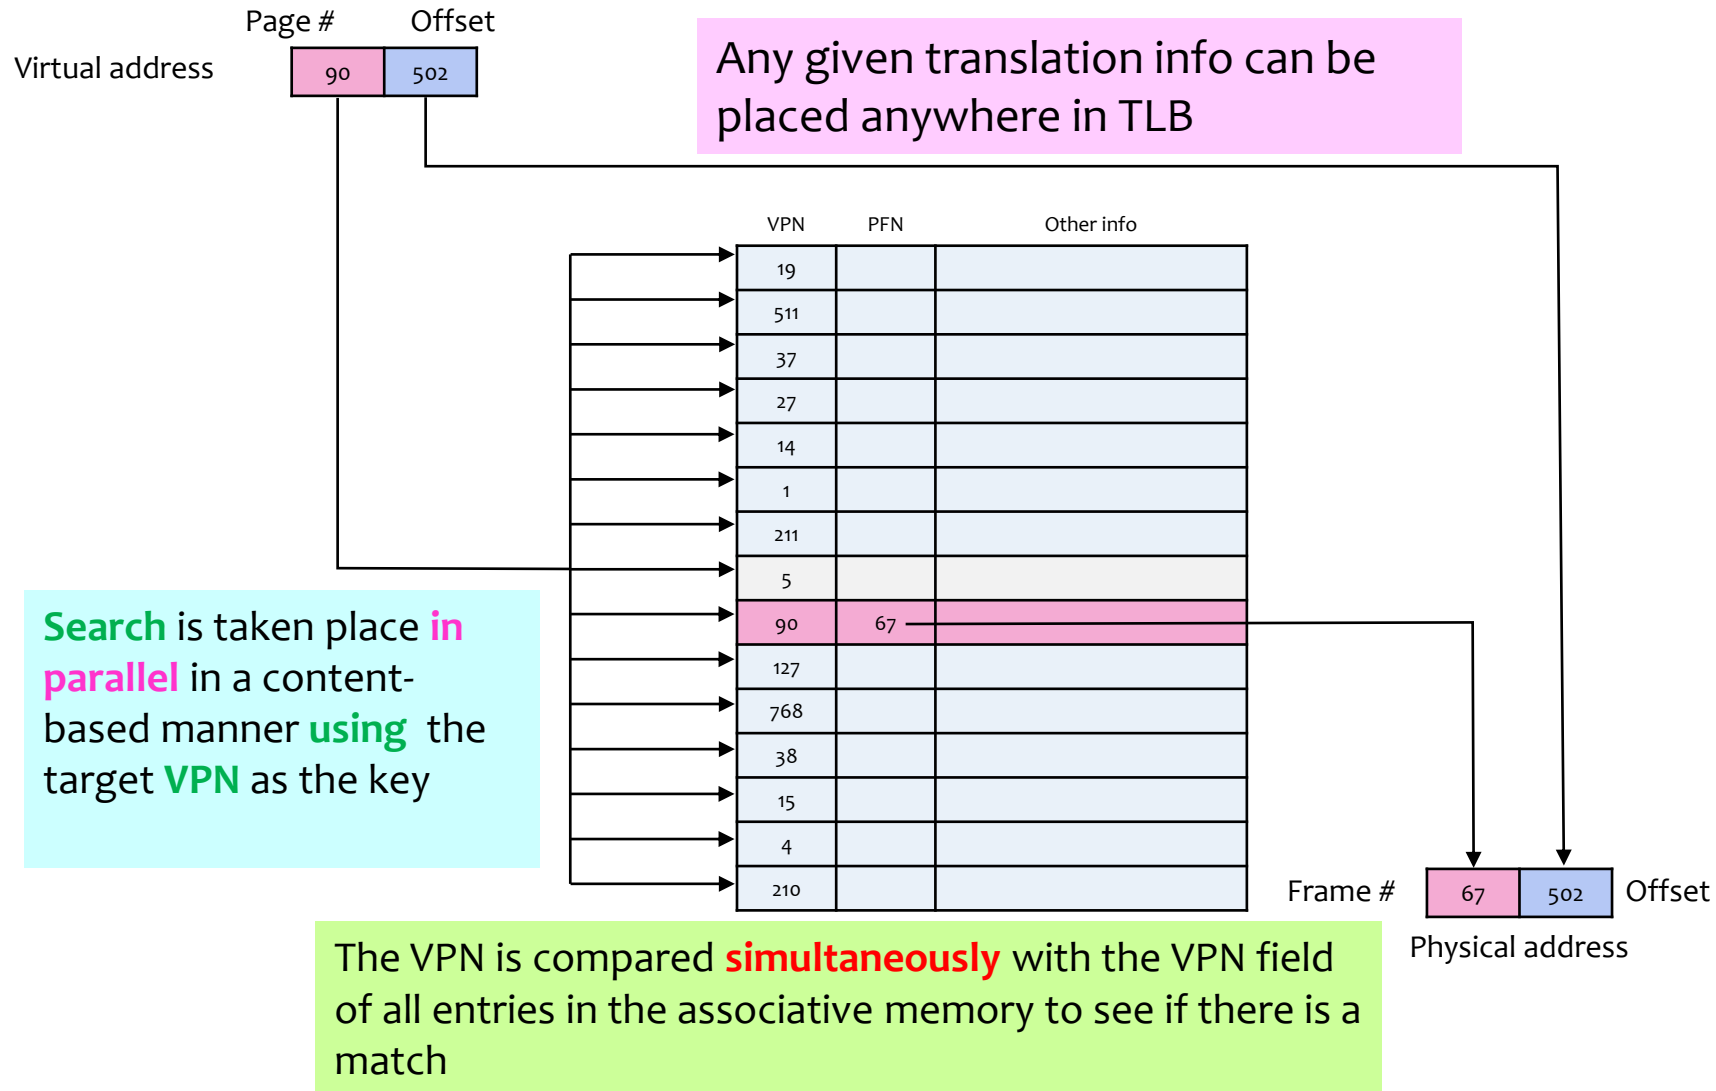 Page # Offset
Virtual address 90 502
Any given translation info can be
placed anywhere in TLB
VPN PFN Other info
19
511
37
27
14
1
211
5
90 67
127
768
38
15
4
210
Search is taken place in
parallel in a content-
based manner using the
target VPN as the key
Frame # 67 502 Offset
Physical address
The VPN is compared simultaneously with the VPN field
of all entries in the associative memory to see if there is a
match